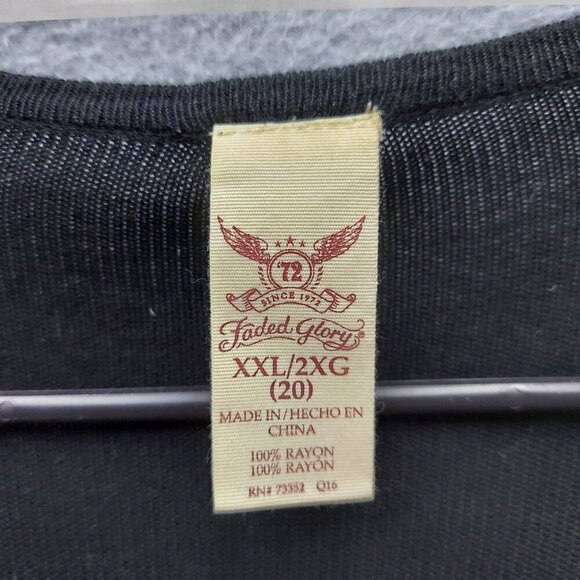 '72
SINCE 1972
Faded Glory®
XXL/2XG
(20)
MADE IN/HECHO EN
CHINA
100% RAYON
100% RAYÓN
RN# 73352 Q16